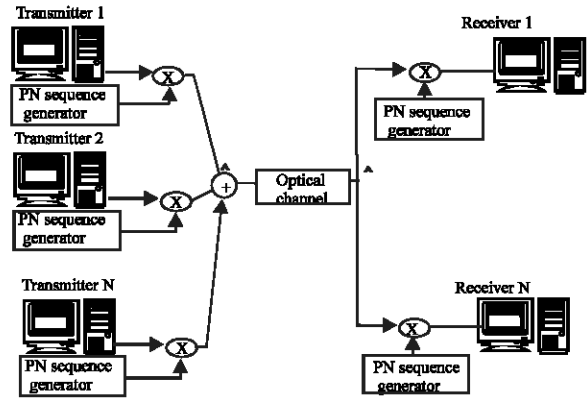 Transmitter 1
X
PN sequence
generator
Transmitter 2
X
PN sequence
generator
Transmitter N
X
PN sequence
generator
+
Optical
channel
Receiver 1
X
PN sequence
generator
Receiver N
X
PN sequence
generator